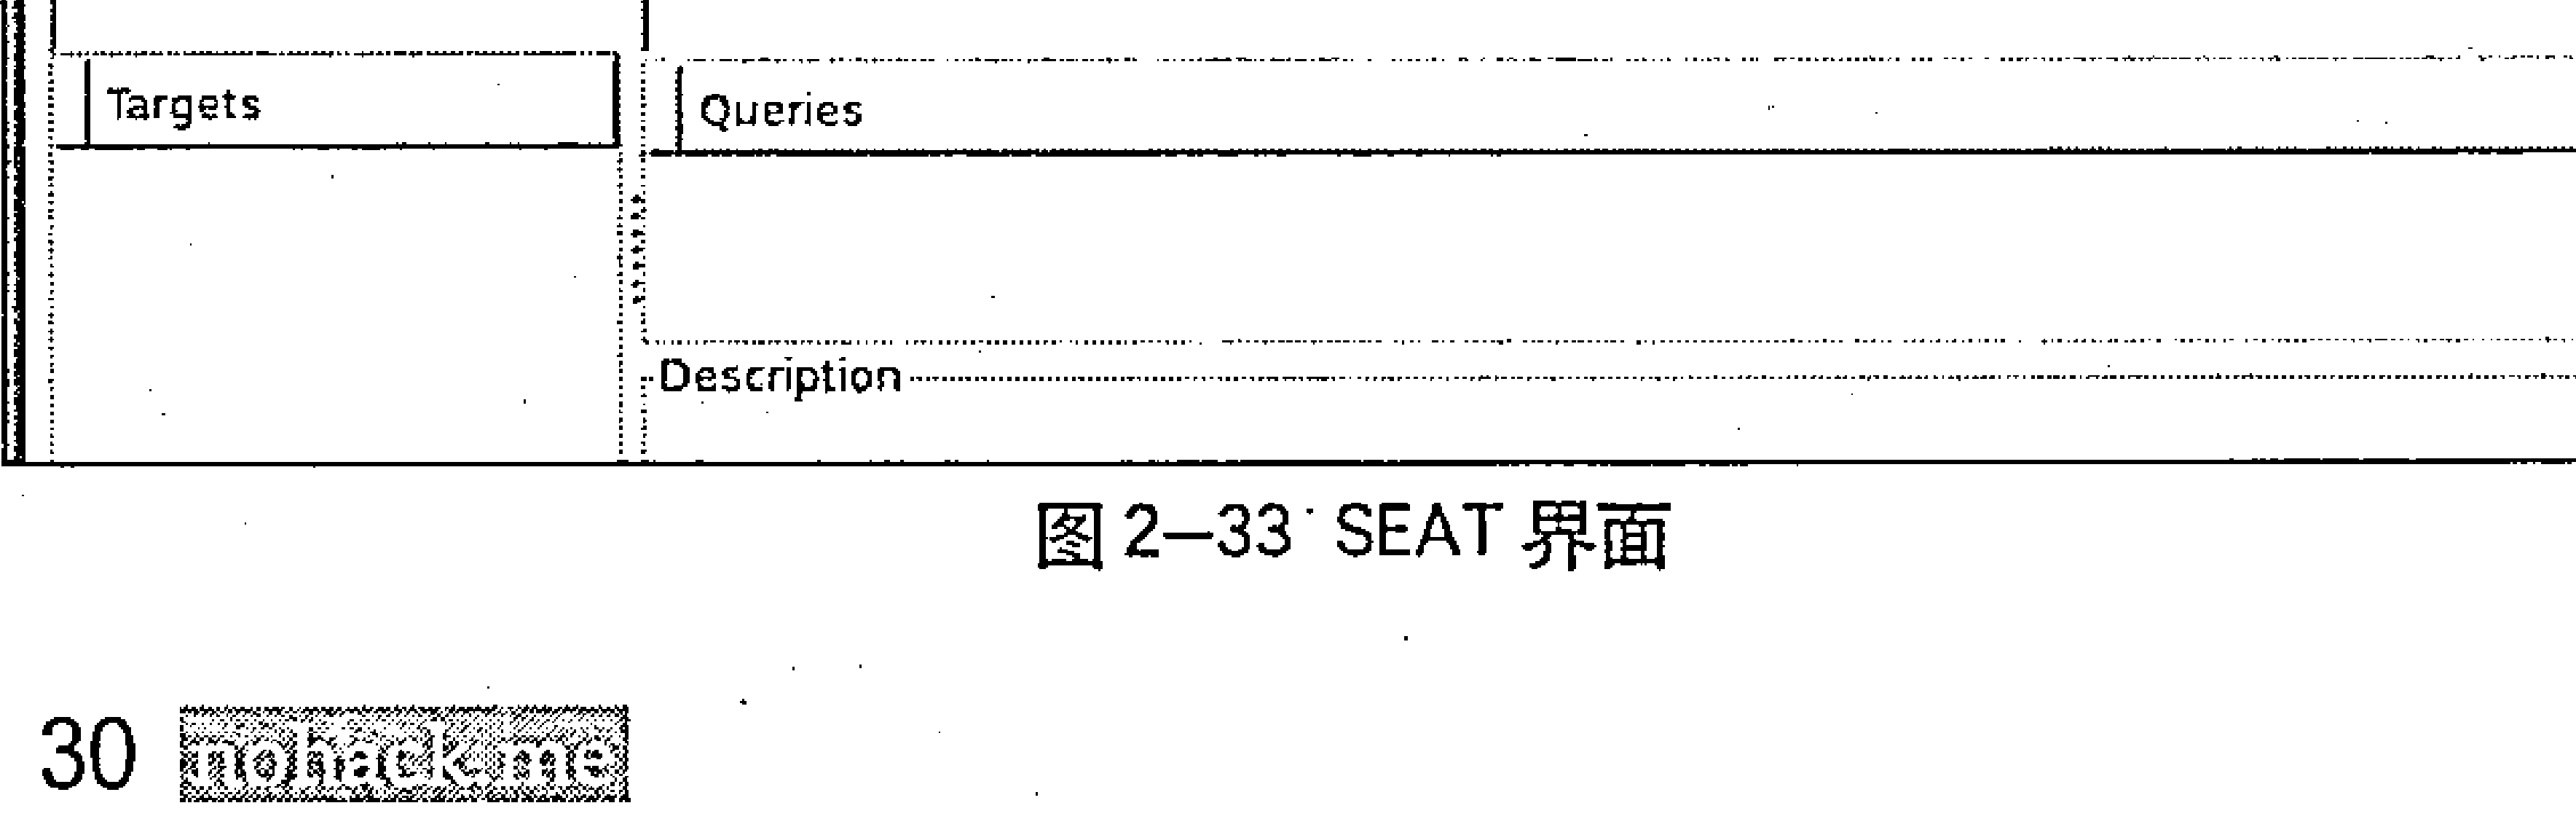 Targets
Queries
Description
图 2-33 SEAT 界面
30 nohack.me